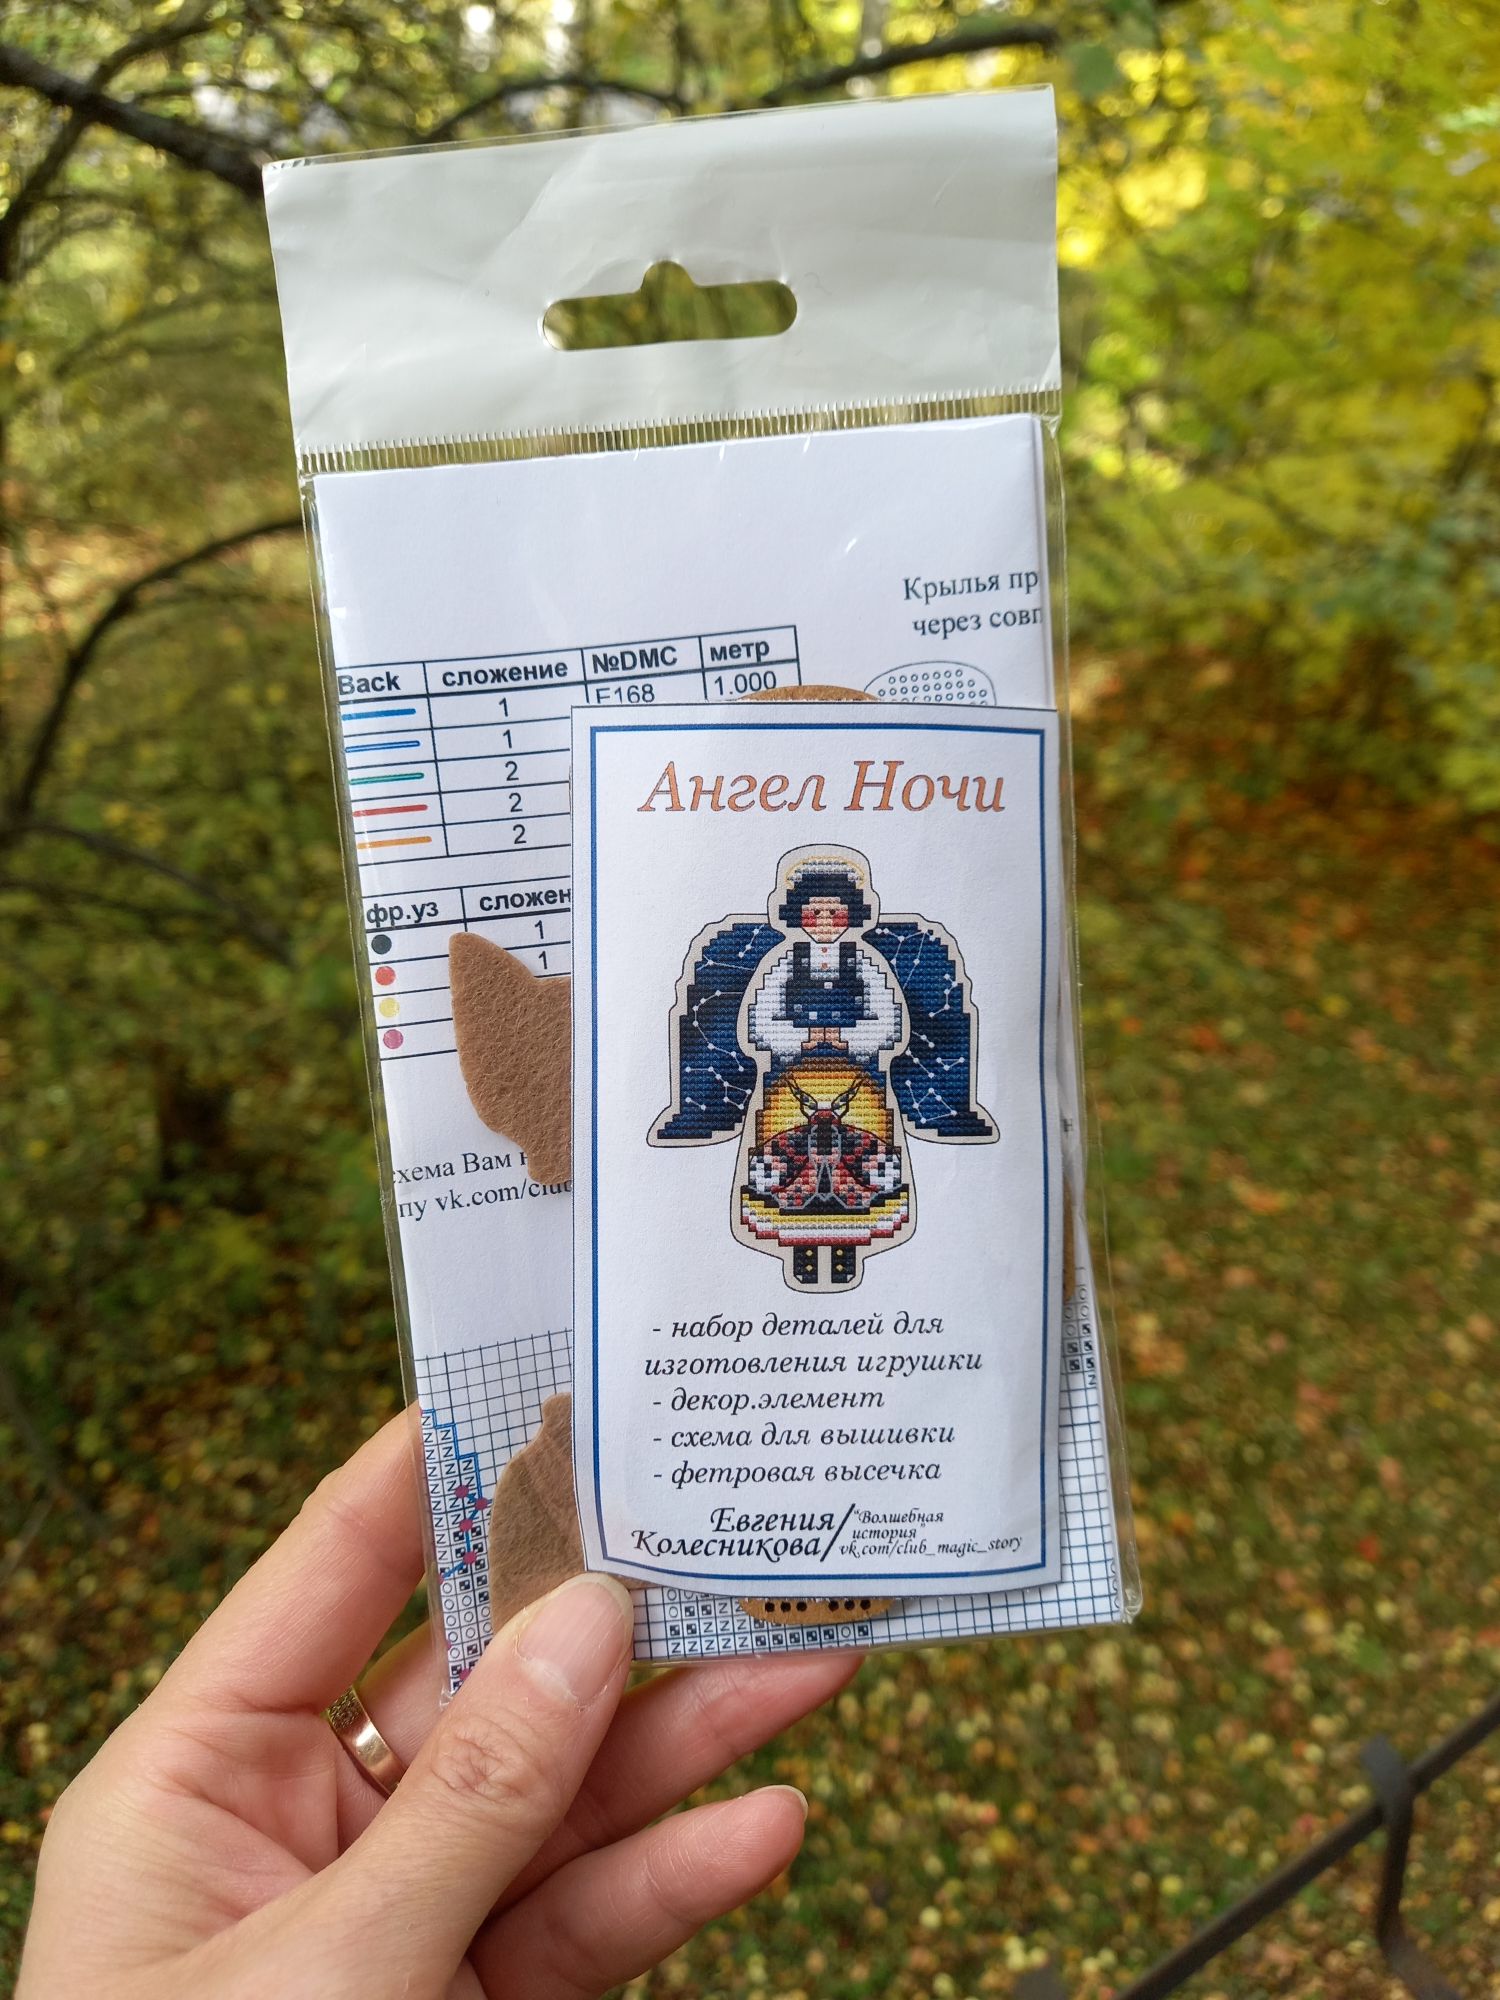 Крылья пр
через совп
Back сложение №DMC метр
1 E168 1.000
1
2
2
2
фр.уз сложен
1
1
схема Вам н
пу vk.com/club
Ангел Ночи
- набор деталей для
изготовления игрушки
- декор.элемент
- схема для вышивки
- фетровая высечка
Евгения
Колесникова/
"Волшебная
история"
vk.com/club_magic_story